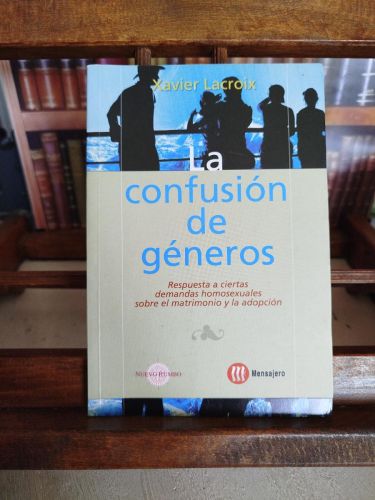 Xavier Lacroix
La
confusión
de
géneros
Respuesta a ciertas
demandas homosexuales
sobre el matrimonio y la adopción
NUEVO RUMBO
Mensajero